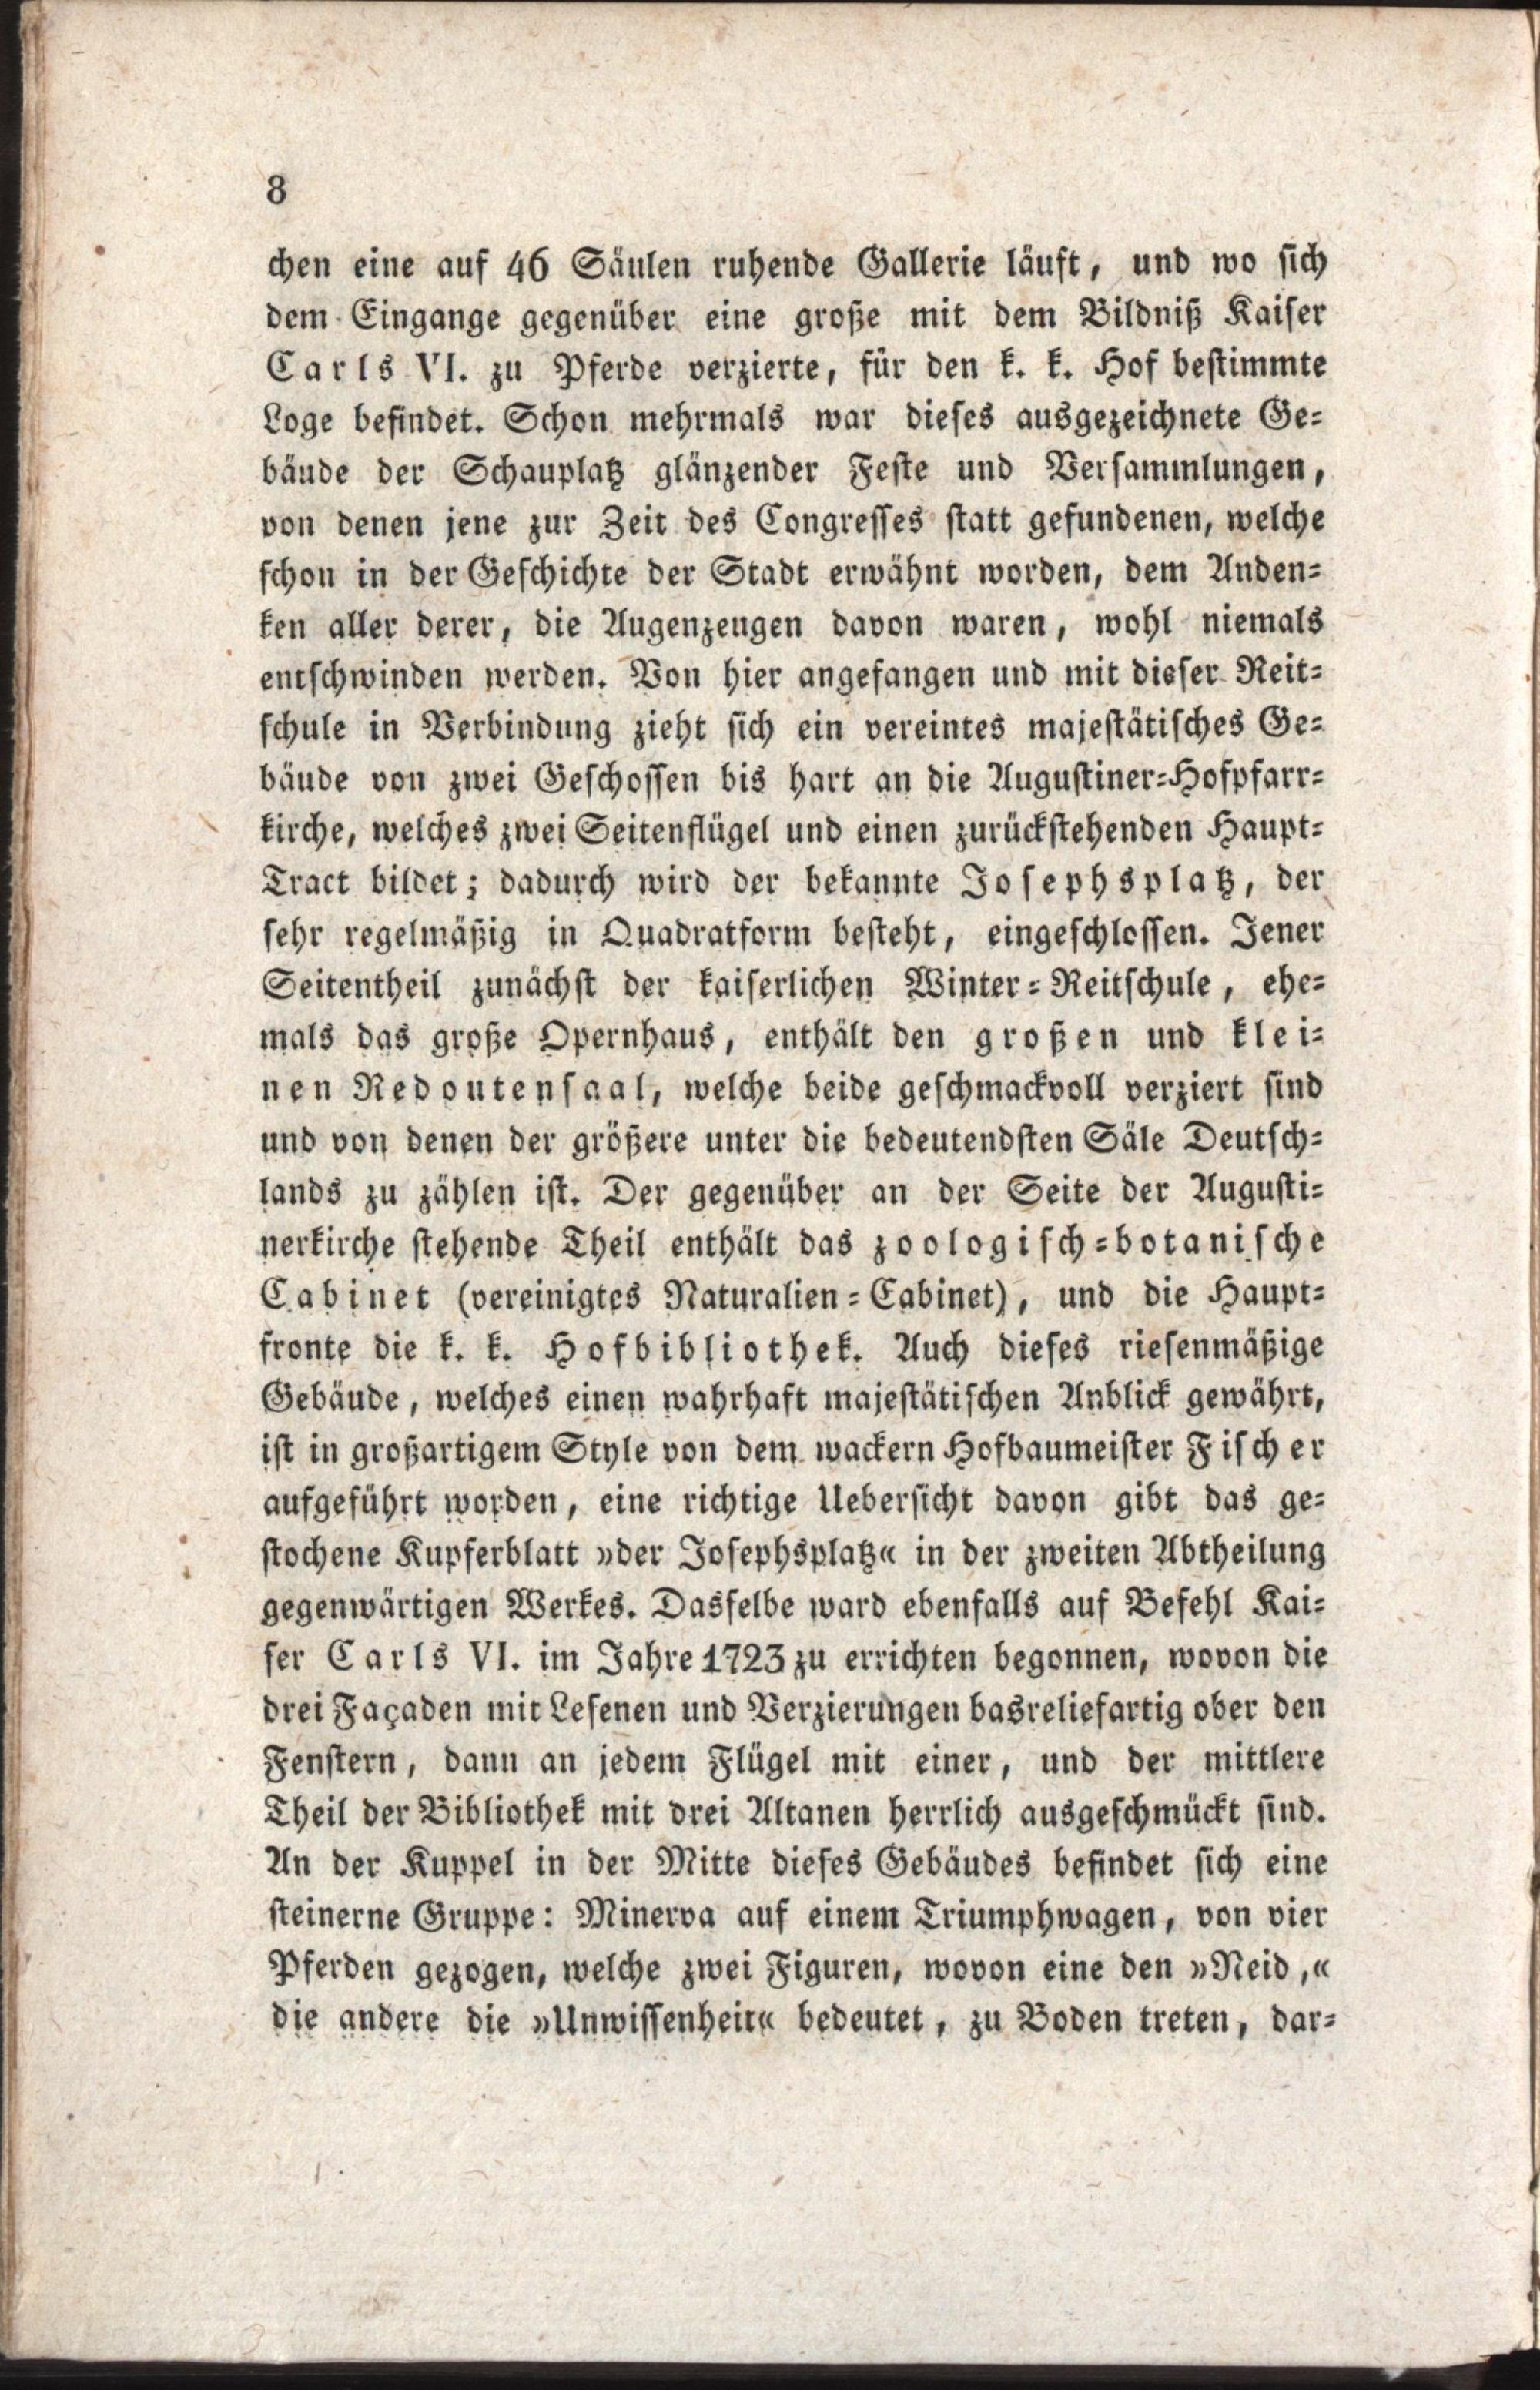 8
chen eine auf 46 Säulen ruhende Gallerie läuft, und wo sich
dem Eingange gegenüber eine große mit dem Bildniß Kaiser
Carls VI. zu Pferde verzierte, für den k. k. Hof bestimmte
Loge befindet. Schon mehrmals war dieses ausgezeichnete Ge-
bäude der Schauplatz glänzender Feste und Versammlungen,
von denen jene zur Zeit des Congresses statt gefundenen, welche
schon in der Geschichte der Stadt erwähnt worden, dem Anden-
ken aller derer, die Augenzeugen davon waren, wohl niemals
entschwinden werden. Von hier angefangen und mit dieser Reit-
schule in Verbindung zieht sich ein vereintes majestätisches Ge-
bäude von zwei Geschossen bis hart an die Augustiner-Hofpfarr-
kirche, welches zwei Seitenflügel und einen zurückstehenden Haupt-
Tract bildet; dadurch wird der bekannte Josephsplatz, der
sehr regelmäßig in Quadratform besteht, eingeschlossen. Jener
Seitentheil zunächst der kaiserlichen Winter-Reitschule, ehe-
mals das große Opernhaus, enthält den großen und klei-
nen Redoutensaal, welche beide geschmackvoll verziert sind
und von denen der größere unter die bedeutendsten Säle Deutsch-
lands zu zählen ist. Der gegenüber an der Seite der Augusti-
nerkirche stehende Theil enthält das zoologisch-botanische
Cabinet (vereinigtes Naturalien-Cabinet), und die Haupt-
fronte die k. k. Hofbibliothek. Auch dieses riesenmäßige
Gebäude, welches einen wahrhaft majestätischen Anblick gewährt,
ist in großartigem Style von dem wackern Hofbaumeister Fischer
aufgeführt worden, eine richtige Uebersicht davon gibt das ge-
stochene Kupferblatt »der Josephsplatz« in der zweiten Abtheilung
gegenwärtigen Werkes. Dasselbe ward ebenfalls auf Befehl Kai-
ser Carls VI. im Jahre 1723 zu errichten begonnen, wovon die
drei Façaden mit Lesenen und Verzierungen basreliefartig ober den
Fenstern, dann an jedem Flügel mit einer, und der mittlere
Theil der Bibliothek mit drei Altanen herrlich ausgeschmückt sind.
An der Kuppel in der Mitte dieses Gebäudes befindet sich eine
steinerne Gruppe: Minerva auf einem Triumphwagen, von vier
Pferden gezogen, welche zwei Figuren, wovon eine den »Neid,«
die andere die »Unwissenheit« bedeutet, zu Boden treten, dar-